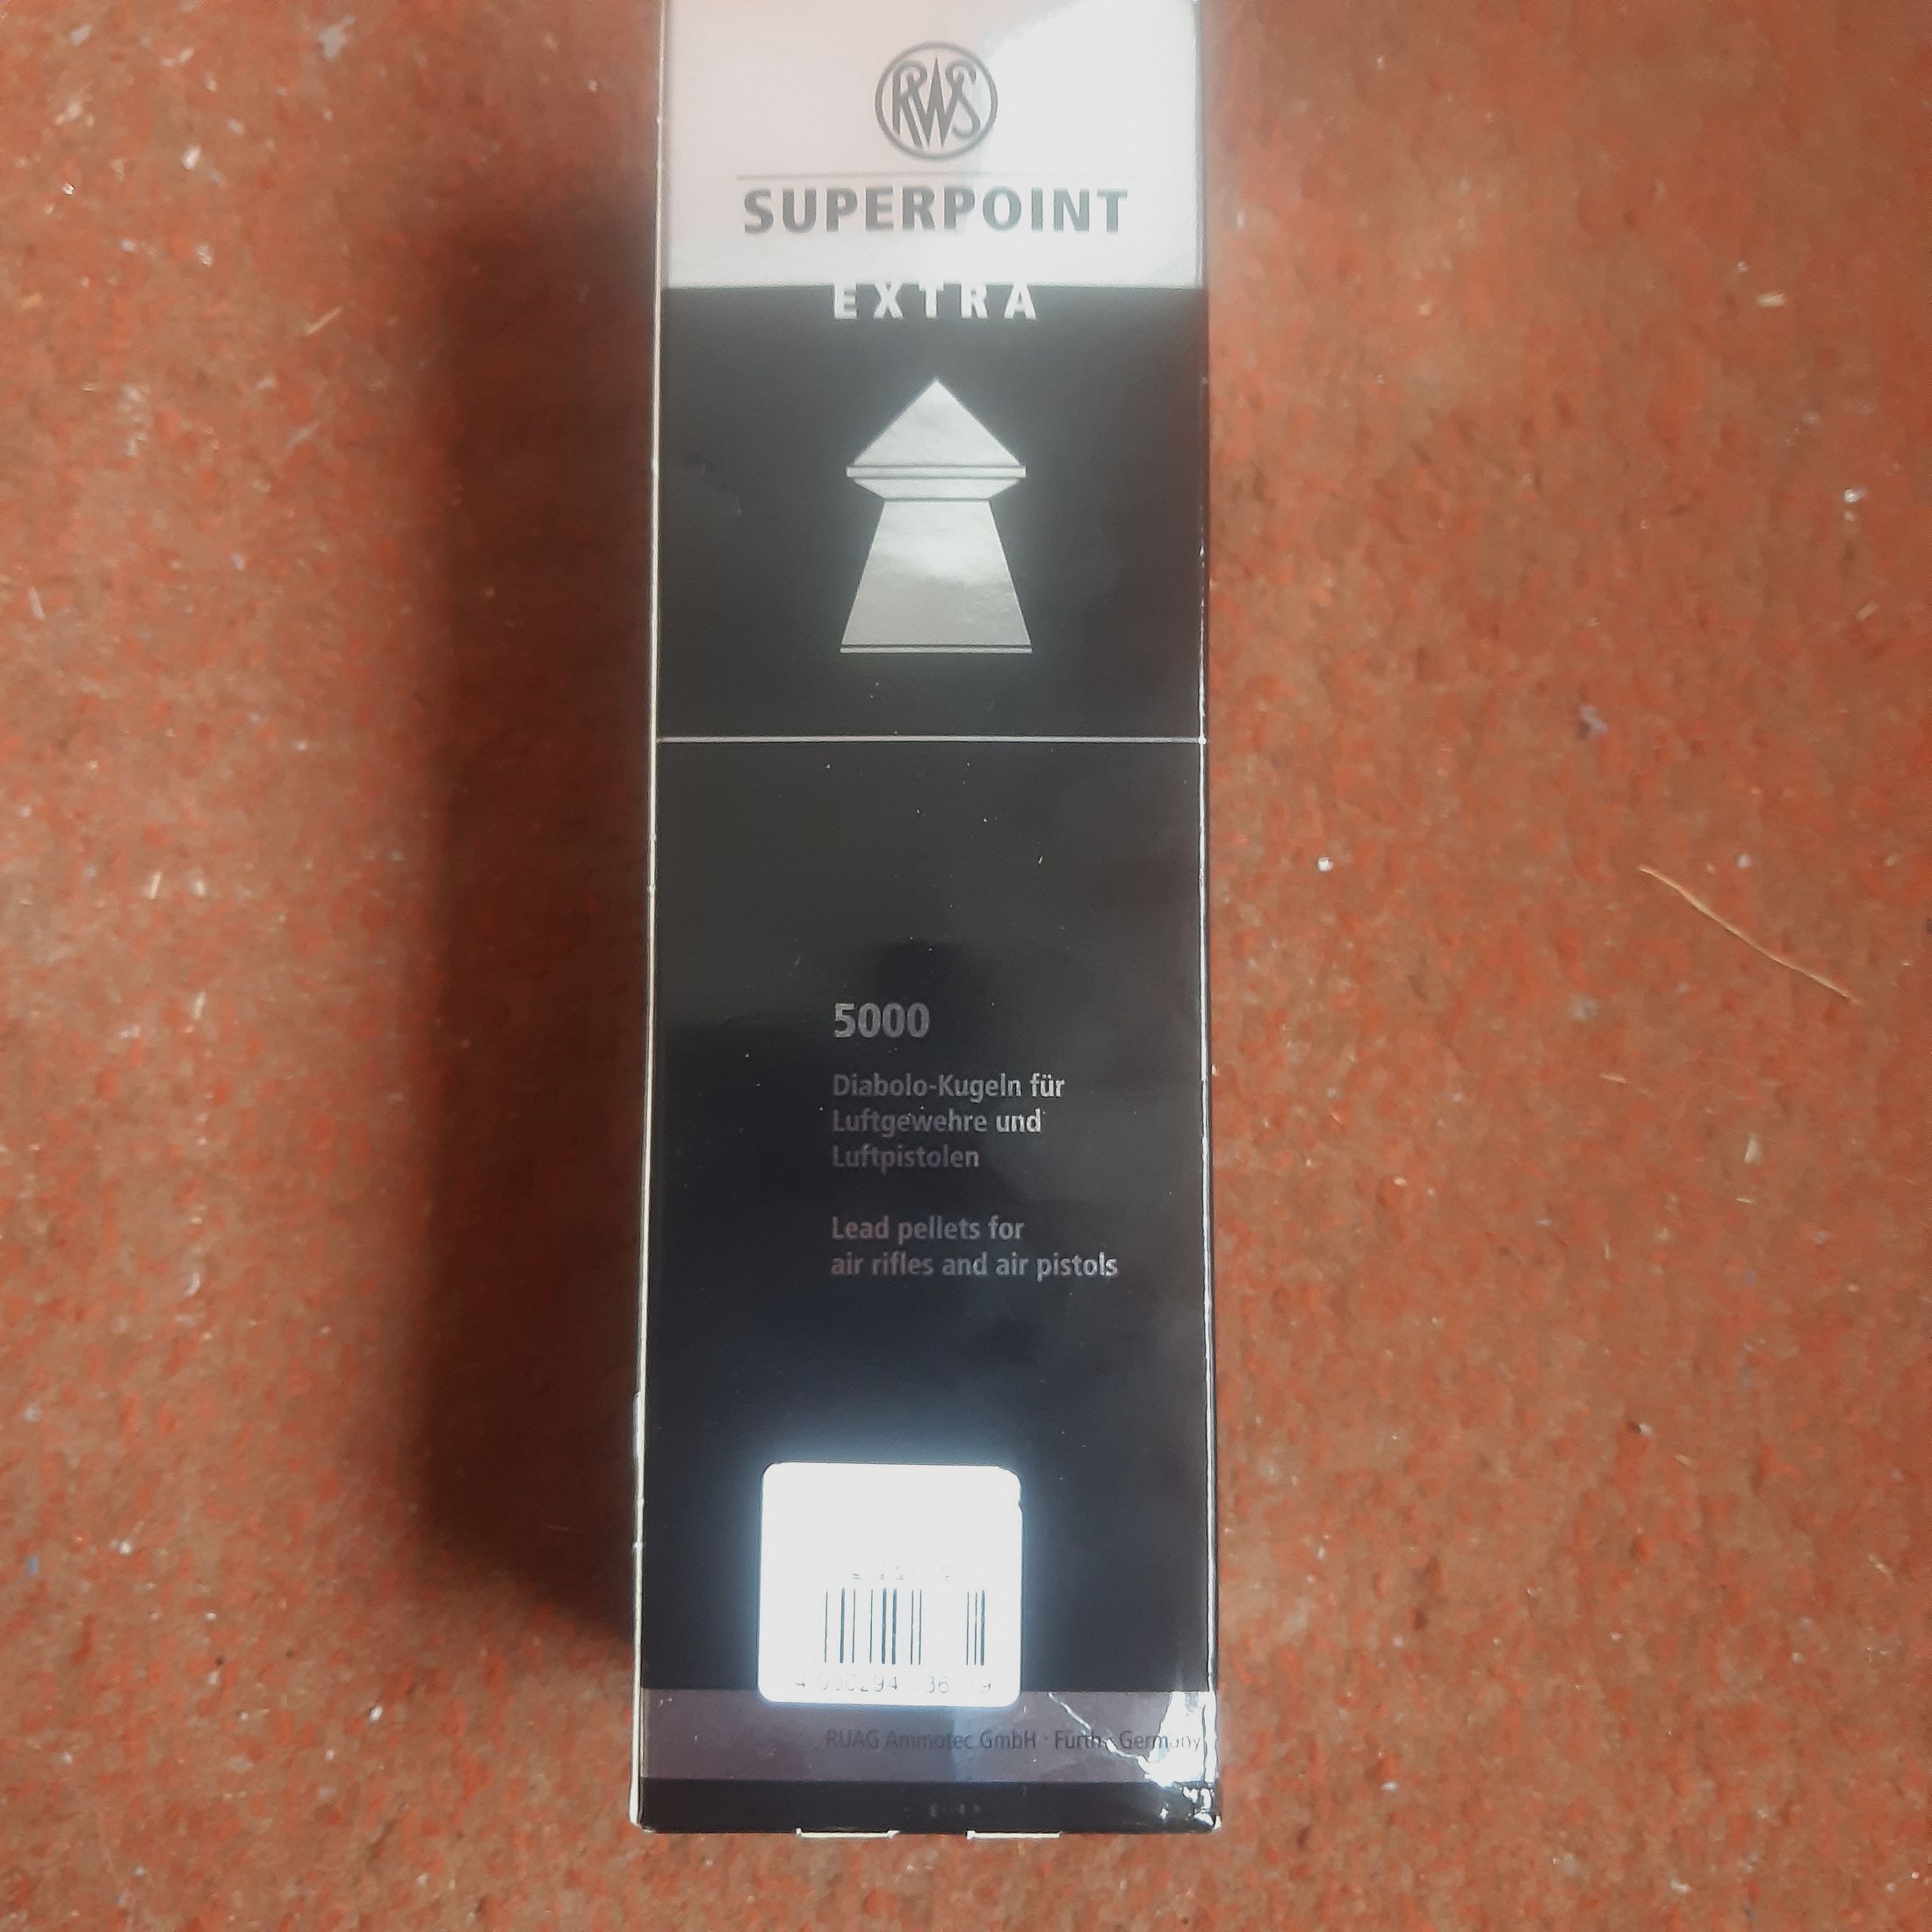 RWS
SUPERPOINT
EXTRA
5000
Diabolo-Kugeln für
Luftgewehre und
Luftpistolen
Lead pellets for
air rifles and air pistols
RUAG Ammotec GmbH · Fürth · Germany